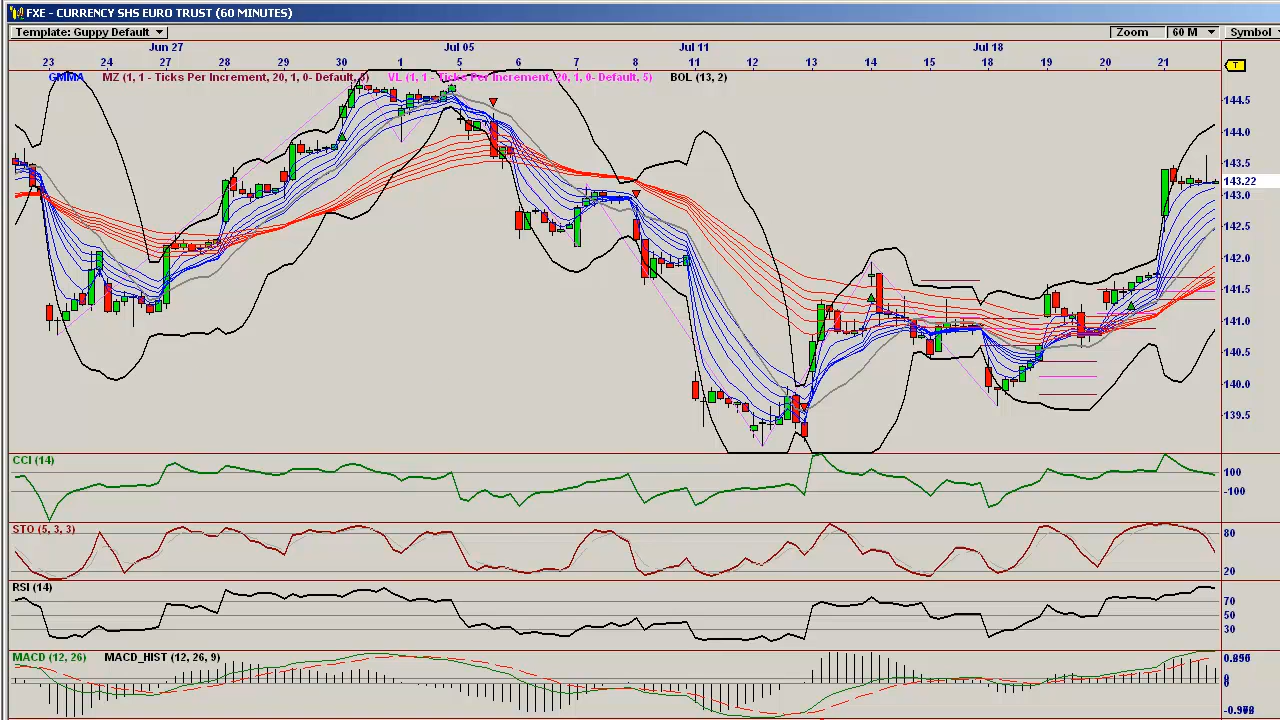 FXE - CURRENCY SHS EURO TRUST (60 MINUTES)
Template: Guppy Default Zoom 60 M Symbol
Jun 27 Jul 05 Jul 11 Jul 18
23 24 27 28 29 30 1 5 6 7 8 11 12 13 14 15 18 19 20 21
GMMA MZ (1, 1 - Ticks Per Increment, 20, 1, 0- Default, 5) VL (1, 1 - Ticks Per Increment, 20, 1, 0- Default, 5) BOL (13, 2)
T
144.5
144.0
143.5
143.22
143.0
142.5
142.0
141.5
141.0
140.5
140.0
139.5
CCI (14)
100
-100
STO (5, 3, 3)
80
20
RSI (14)
70
50
30
MACD (12, 26) MACD_HIST (12, 26, 9)
0